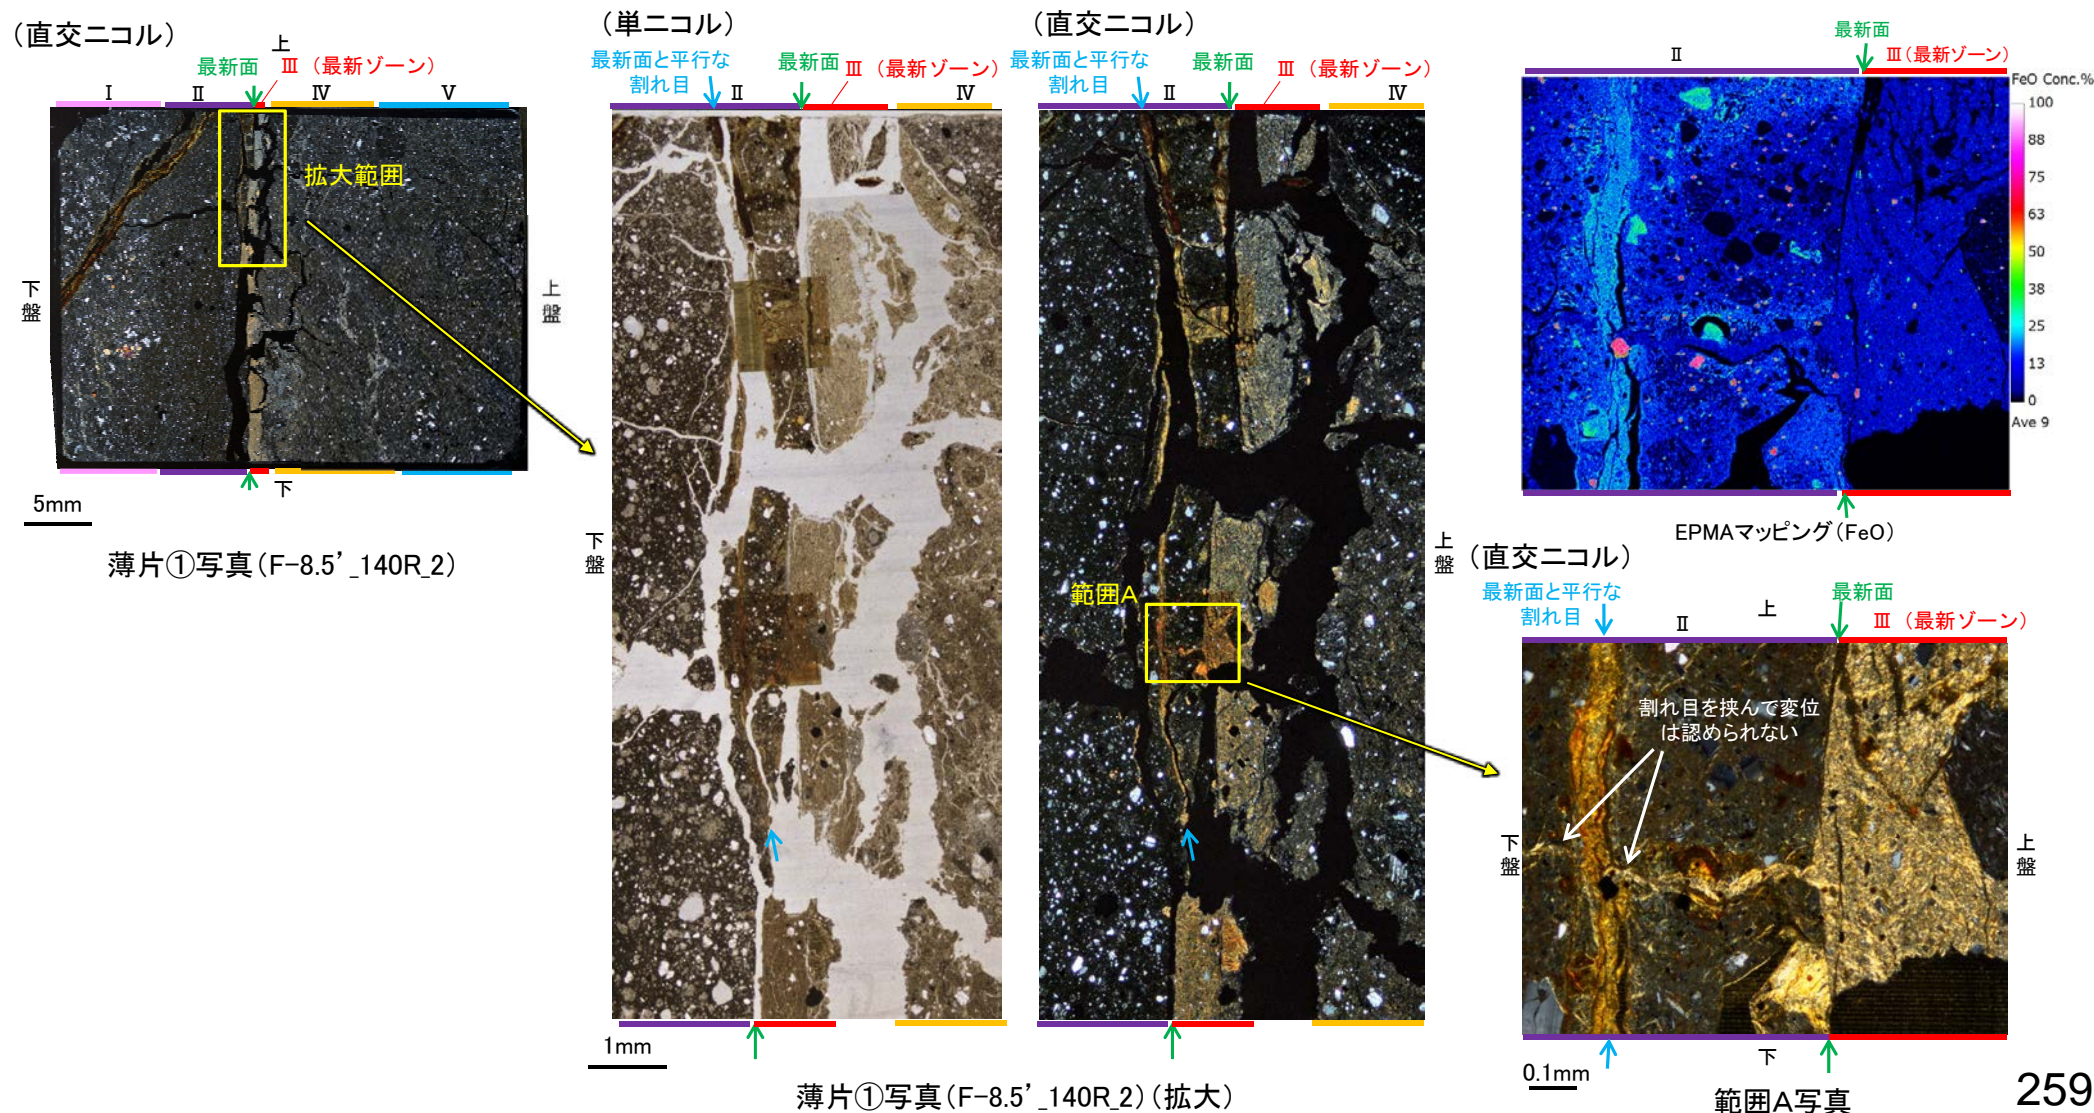 (直交ニコル)
上
最新面
Ⅲ (最新ゾーン)
Ⅰ
Ⅱ
Ⅳ
Ⅴ
拡大範囲
下盤
上盤
下
5mm
薄片①写真(F-8.5’_140R_2)
(単ニコル)
最新面と平行な
割れ目
最新面
Ⅲ (最新ゾーン)
Ⅱ
Ⅳ
下盤
1mm
(直交ニコル)
最新面と平行な
割れ目
最新面
Ⅲ (最新ゾーン)
Ⅱ
Ⅳ
範囲A
上盤
薄片①写真(F-8.5’_140R_2)(拡大)
最新面
Ⅱ
Ⅲ(最新ゾーン)
FeO Conc.%
100
88
75
63
50
38
25
13
0
Ave 9
EPMAマッピング(FeO)
(直交ニコル)
最新面と平行な
割れ目
上
最新面
Ⅱ
Ⅲ (最新ゾーン)
割れ目を挟んで変位
は認められない
下盤
上盤
下
0.1mm
範囲A写真
259